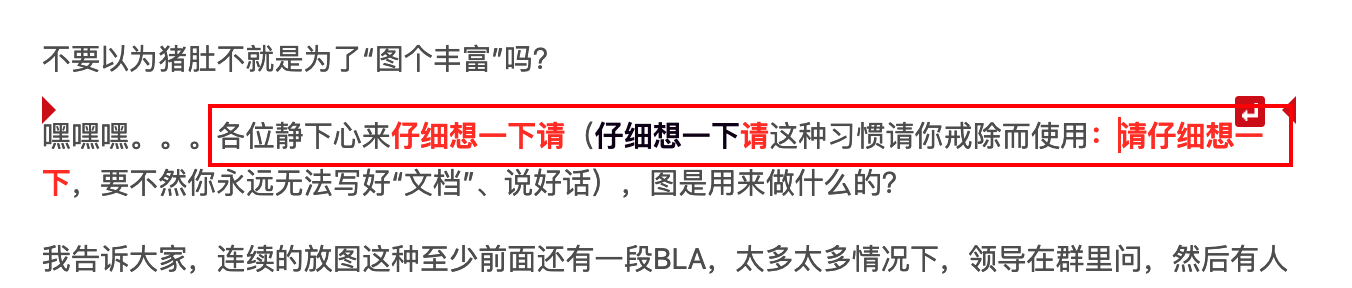 不要以为猪肚不就是为了“图个丰富”吗？
嘿嘿嘿。。。各位静下心来仔细想一下请（仔细想一下请这种习惯请你戒除而使用：请仔细想一
下，要不然你永远无法写好“文档”、说好话），图是用来做什么的？
我告诉大家，连续的放图这种至少前面还有一段BLA，太多太多情况下，领导在群里问，然后有人